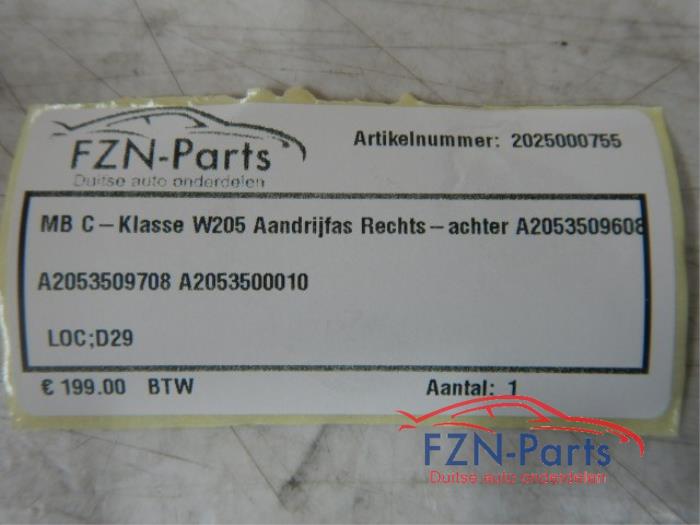 FZN-Parts
Duitse auto onderdelen
Artikelnummer: 2025000755
MB C-Klasse W205 Aandrijfas Rechts-achter A2053509608
A2053509708 A2053500010
LOC;D29
€ 199.00 BTW
Aantal: 1
FZN-Parts
Duitse auto onderdelen